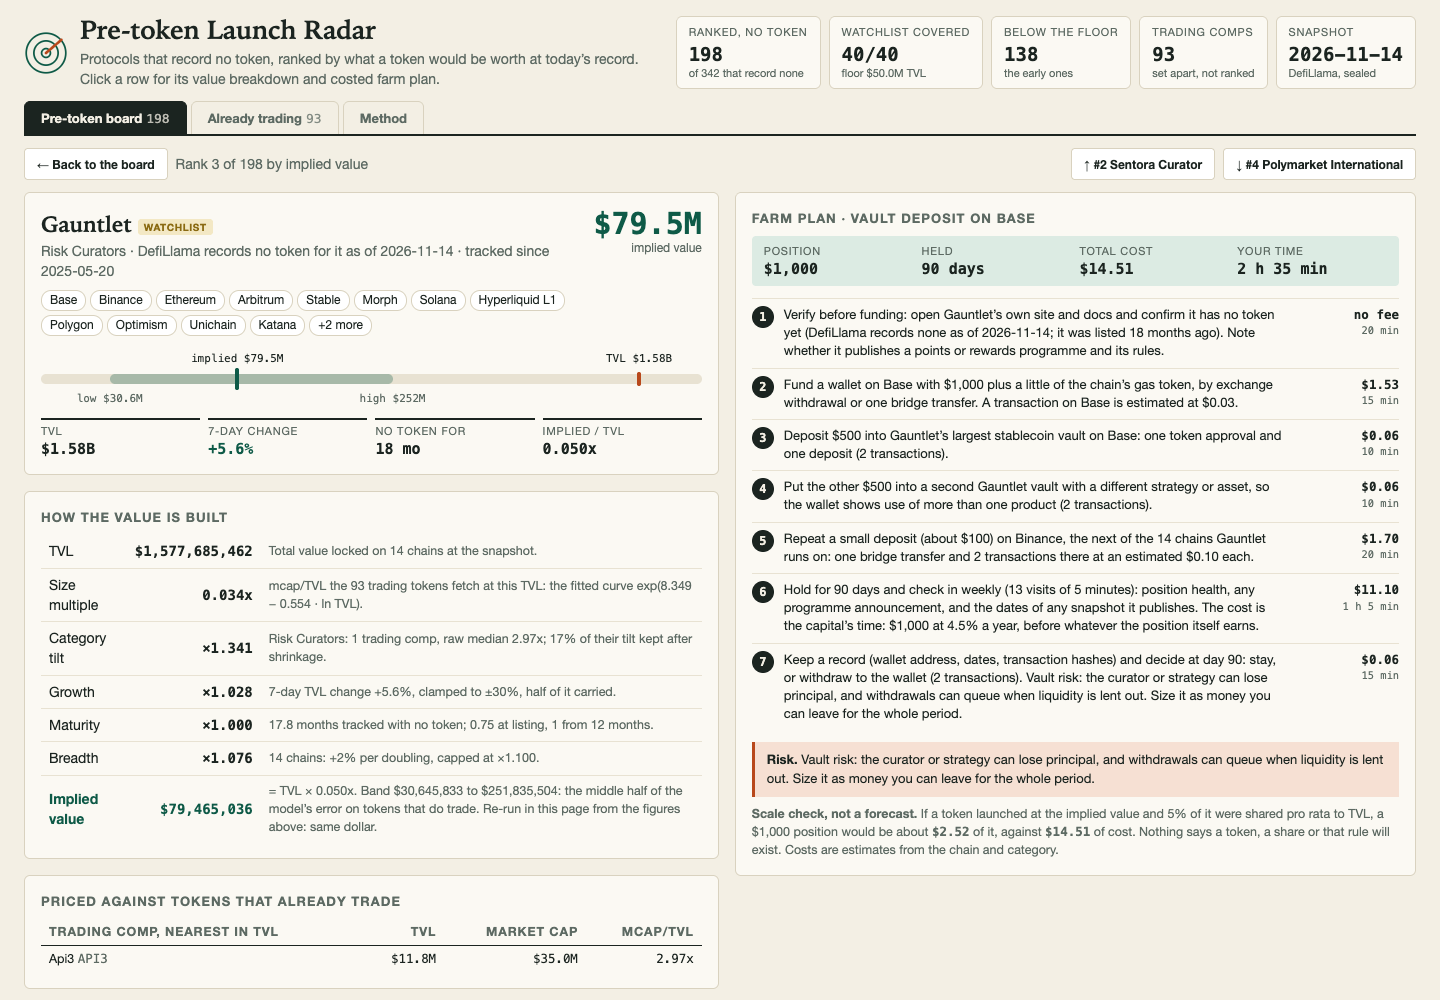 Pre-token Launch Radar
Protocols that record no token, ranked by what a token would be worth at today's record.
Click a row for its value breakdown and costed farm plan.
RANKED, NO TOKEN
198
of 342 that record none
WATCHLIST COVERED
40/40
floor $50.0M TVL
BELOW THE FLOOR
138
the early ones
TRADING COMPS
93
set apart, not ranked
SNAPSHOT
2026-11-14
DefiLlama, sealed
Pre-token board 198
Already trading 93
Method
← Back to the board
Rank 3 of 198 by implied value
↑ #2 Sentora Curator
↓ #4 Polymarket International
Gauntlet WATCHLIST
$79.5M
implied value
Risk Curators · DefiLlama records no token for it as of 2026-11-14 · tracked since
2025-05-20
Base Binance Ethereum Arbitrum Stable Morph Solana Hyperliquid L1
Polygon Optimism Unichain Katana +2 more
implied $79.5M
TVL $1.58B
low $30.6M
high $252M
TVL
$1.58B
7-DAY CHANGE
+5.6%
NO TOKEN FOR
18 mo
IMPLIED / TVL
0.050x
HOW THE VALUE IS BUILT
TVL $1,577,685,462 Total value locked on 14 chains at the snapshot.
Size
multiple
0.034x
mcap/TVL the 93 trading tokens fetch at this TVL: the fitted curve exp(8.349
− 0.554 · ln TVL).
Category
tilt
×1.341
Risk Curators: 1 trading comp, raw median 2.97x; 17% of their tilt kept after
shrinkage.
Growth ×1.028 7-day TVL change +5.6%, clamped to ±30%, half of it carried.
Maturity ×1.000 17.8 months tracked with no token; 0.75 at listing, 1 from 12 months.
Breadth ×1.076 14 chains: +2% per doubling, capped at ×1.100.
Implied
value
$79,465,036
= TVL × 0.050x. Band $30,645,833 to $251,835,504: the middle half of the
model's error on tokens that do trade. Re-run in this page from the figures
above: same dollar.
PRICED AGAINST TOKENS THAT ALREADY TRADE
TRADING COMP, NEAREST IN TVL TVL MARKET CAP MCAP/TVL
Api3 API3 $11.8M $35.0M 2.97x
FARM PLAN · VAULT DEPOSIT ON BASE
POSITION
$1,000
HELD
90 days
TOTAL COST
$14.51
YOUR TIME
2 h 35 min
1
Verify before funding: open Gauntlet's own site and docs and confirm it has no token
yet (DefiLlama records none as of 2026-11-14; it was listed 18 months ago). Note
whether it publishes a points or rewards programme and its rules.
no fee
20 min
2
Fund a wallet on Base with $1,000 plus a little of the chain's gas token, by exchange
withdrawal or one bridge transfer. A transaction on Base is estimated at $0.03.
$1.53
15 min
3
Deposit $500 into Gauntlet's largest stablecoin vault on Base: one token approval and
one deposit (2 transactions).
$0.06
10 min
4
Put the other $500 into a second Gauntlet vault with a different strategy or asset, so
the wallet shows use of more than one product (2 transactions).
$0.06
10 min
5
Repeat a small deposit (about $100) on Binance, the next of the 14 chains Gauntlet
runs on: one bridge transfer and 2 transactions there at an estimated $0.10 each.
$1.70
20 min
6
Hold for 90 days and check in weekly (13 visits of 5 minutes): position health, any
programme announcement, and the dates of any snapshot it publishes. The cost is
the capital's time: $1,000 at 4.5% a year, before whatever the position itself earns.
$11.10
1 h 5 min
7
Keep a record (wallet address, dates, transaction hashes) and decide at day 90: stay,
or withdraw to the wallet (2 transactions). Vault risk: the curator or strategy can lose
principal, and withdrawals can queue when liquidity is lent out. Size it as money you
can leave for the whole period.
$0.06
15 min
Risk. Vault risk: the curator or strategy can lose principal, and withdrawals can queue when liquidity is lent
out. Size it as money you can leave for the whole period.
Scale check, not a forecast. If a token launched at the implied value and 5% of it were shared pro rata to TVL, a
$1,000 position would be about $2.52 of it, against $14.51 of cost. Nothing says a token, a share or that rule will
exist. Costs are estimates from the chain and category.